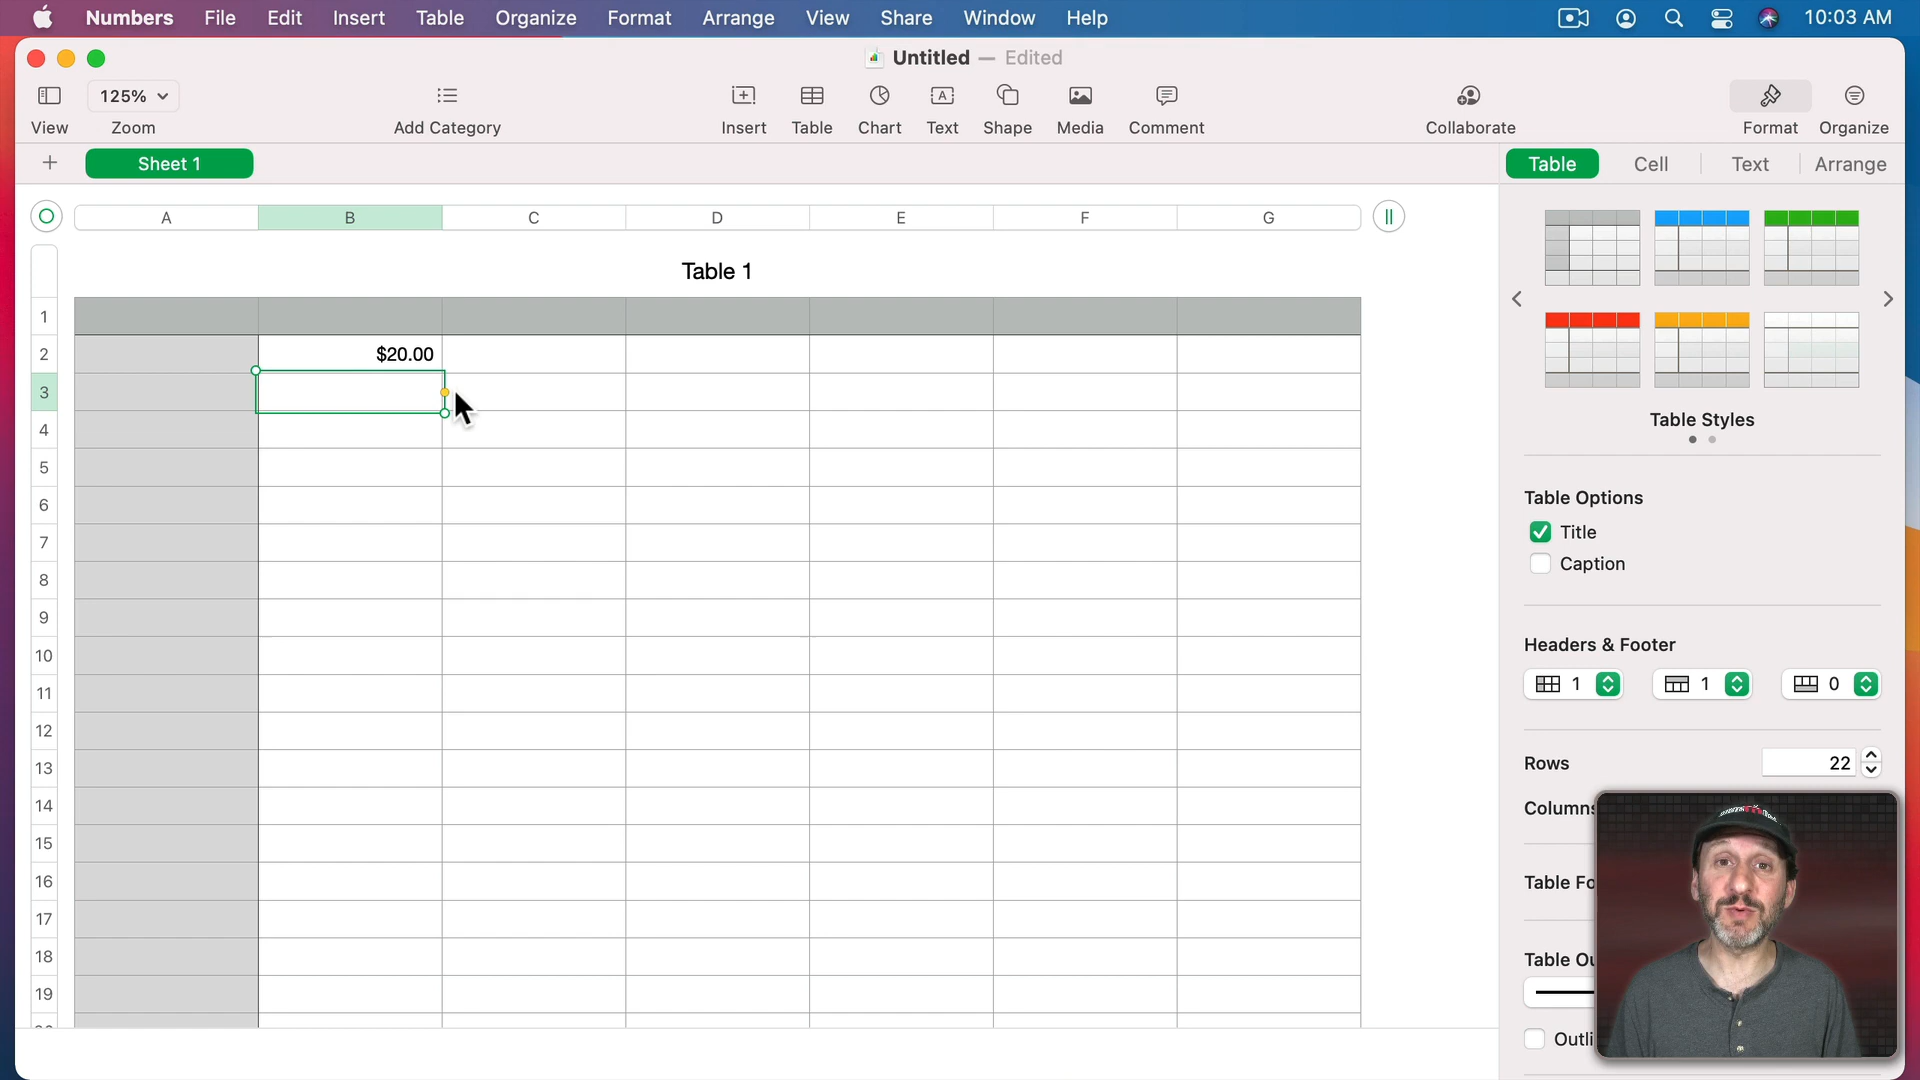 Numbers File Edit Insert Table Organize Format Arrange View Share Window Help 10:03 AM
Untitled — Edited
125%
View Zoom Add Category Insert Table Chart Text Shape Media Comment Collaborate Format Organize
+ Sheet 1 Table Cell Text Arrange
A B C D E F G
Table 1
1
2 $20.00
3
4
5
6
7
8
9
10
11
12
13
14
15
16
17
18
19
Table Styles
Table Options
Title
Caption
Headers & Footer
1 1 0
Rows 22
Columns
Table Fo
Table Ou
Outli